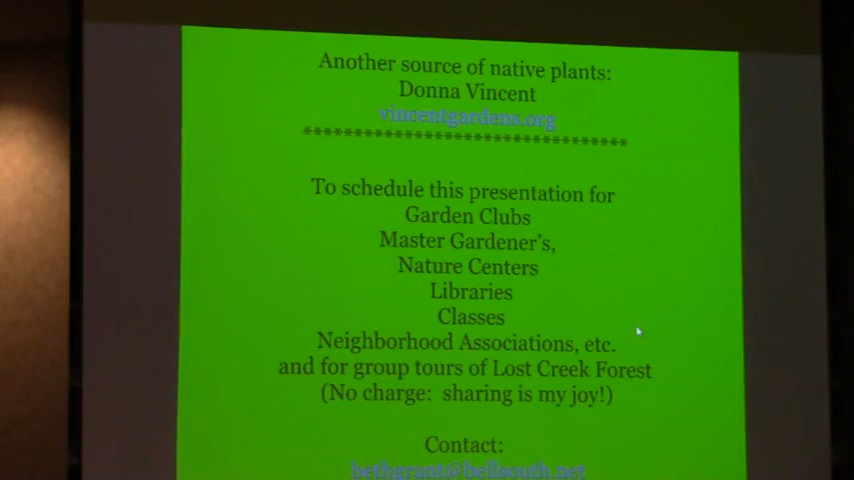 Another source of native plants:
Donna Vincent
vincentgardens.org
*******************************
To schedule this presentation for
Garden Clubs
Master Gardener's,
Nature Centers
Libraries
Classes
Neighborhood Associations, etc.
and for group tours of Lost Creek Forest
(No charge: sharing is my joy!)
Contact:
bethgrant@bellsouth.net